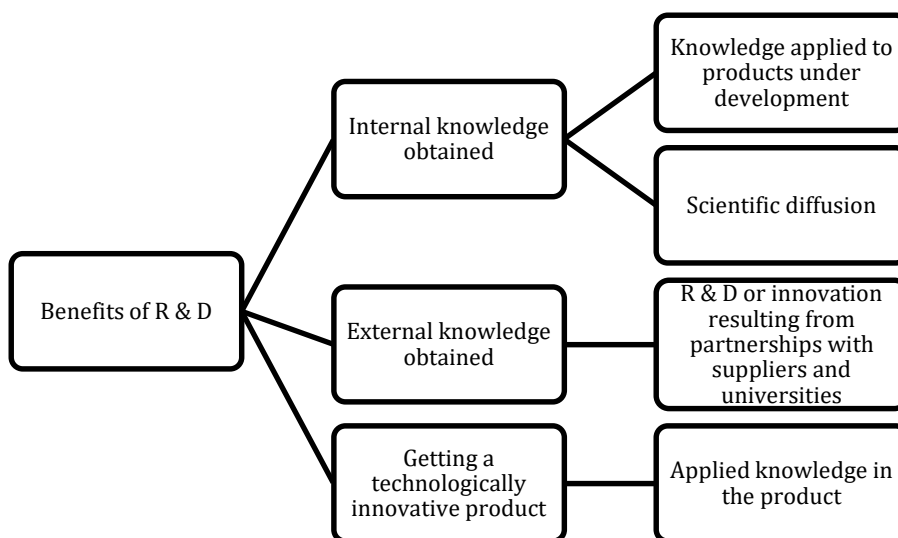 Benefits of R & D
Internal knowledge
obtained
Knowledge applied to
products under
development
Scientific diffusion
External knowledge
obtained
R & D or innovation
resulting from
partnerships with
suppliers and
universities
Getting a
technologically
innovative product
Applied knowledge in
the product